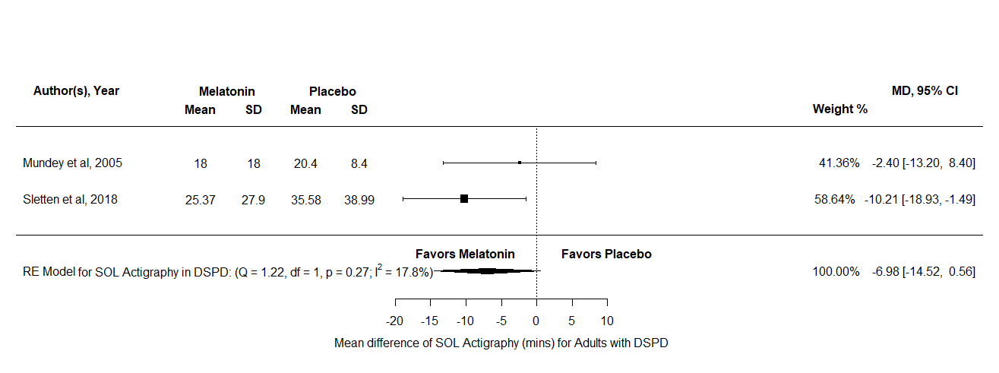 Author(s), Year Melatonin Placebo MD, 95% CI
Mean SD Mean SD Weight %
Mundey et al, 2005 18 18 20.4 8.4 41.36% -2.40 [-13.20, 8.40]
Sletten et al, 2018 25.37 27.9 35.58 38.99 58.64% -10.21 [-18.93, -1.49]
Favors Melatonin Favors Placebo
RE Model for SOL Actigraphy in DSPD: (Q = 1.22, df = 1, p = 0.27; I² = 17.8%) 100.00% -6.98 [-14.52, 0.56]
-20 -15 -10 -5 0 5 10
Mean difference of SOL Actigraphy (mins) for Adults with DSPD